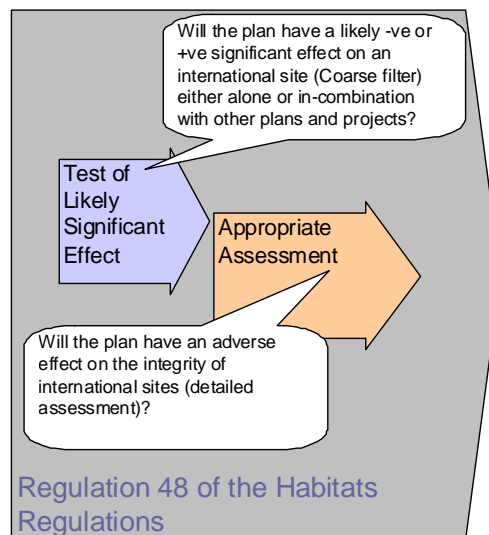 Will the plan have a likely -ve or
+ve significant effect on an
international site (Coarse filter)
either alone or in-combination
with other plans and projects?
Test of
Likely
Significant
Effect
Appropriate
Assessment
Will the plan have an adverse
effect on the integrity of
international sites (detailed
assessment)?
Regulation 48 of the Habitats
Regulations